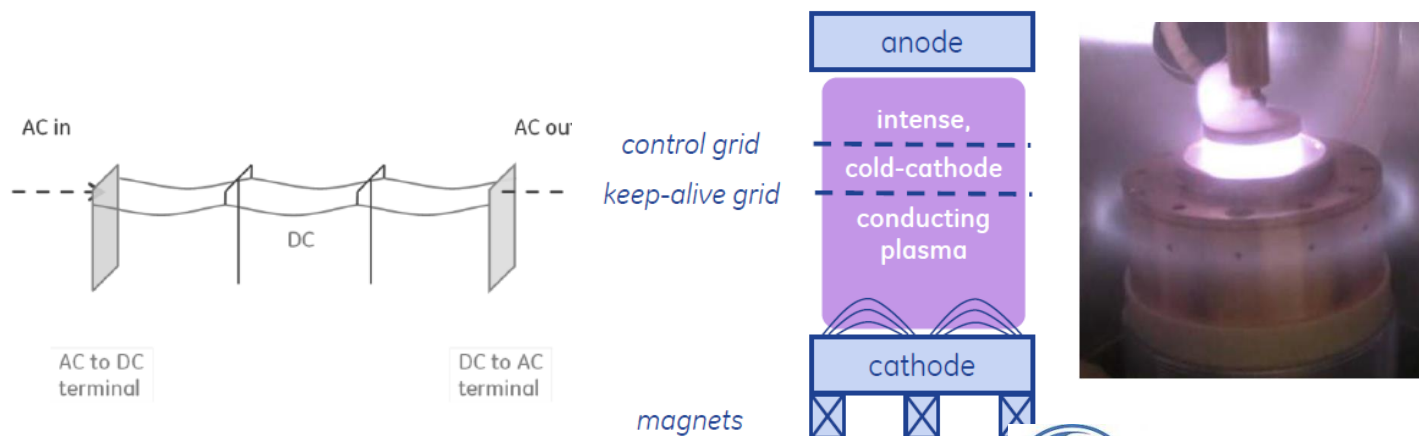 AC in
AC out
DC
AC to DC
terminal
DC to AC
terminal
anode
intense,
control grid
cold-cathode
keep-alive grid
conducting
plasma
cathode
magnets